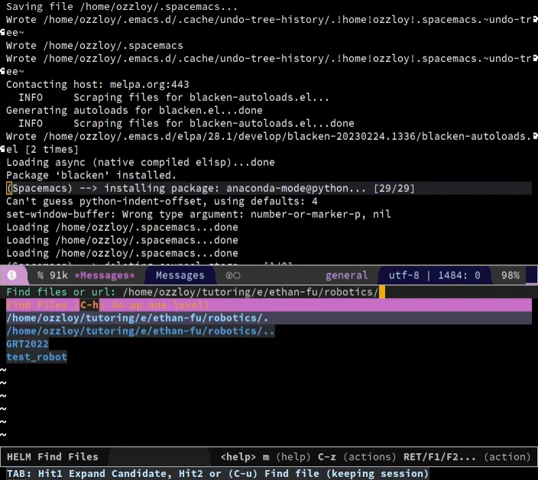 Saving file /home/ozzloy/.spacemacs...
Wrote /home/ozzloy/.emacs.d/.cache/undo-tree-history/.!home!ozzloy!.spacemacs.~undo-tr
ee~
Wrote /home/ozzloy/.spacemacs
Wrote /home/ozzloy/.emacs.d/.cache/undo-tree-history/.!home!ozzloy!.spacemacs.~undo-tr
ee~
Contacting host: melpa.org:443
  INFO     Scraping files for blacken-autoloads.el...
Generating autoloads for blacken.el...done
  INFO     Scraping files for blacken-autoloads.el...done
Wrote /home/ozzloy/.emacs.d/elpa/28.1/develop/blacken-20230224.1336/blacken-autoloads.
el [2 times]
Loading async (native compiled elisp)...done
Package ‘blacken’ installed.
(Spacemacs) --> installing package: anaconda-mode@python... [29/29]
Can't guess python-indent-offset, using defaults: 4
set-window-buffer: Wrong type argument: number-or-marker-p, nil
Loading /home/ozzloy/.spacemacs...done
Loading /home/ozzloy/.spacemacs...done
Loading /home/ozzloy/.spacemacs...done
% 91k *Messages* Messages general utf-8 | 1484: 0 98%
Find files or url: /home/ozzloy/tutoring/e/ethan-fu/robotics/
Find Files (C-h: Go up one level)
/home/ozzloy/tutoring/e/ethan-fu/robotics/.
/home/ozzloy/tutoring/e/ethan-fu/robotics/..
GRT2022
test_robot
~
~
~
~
~
~
HELM Find Files <help> m (help) C-z (actions) RET/F1/F2... (action)
TAB: Hit1 Expand Candidate, Hit2 or (C-u) Find file (keeping session)